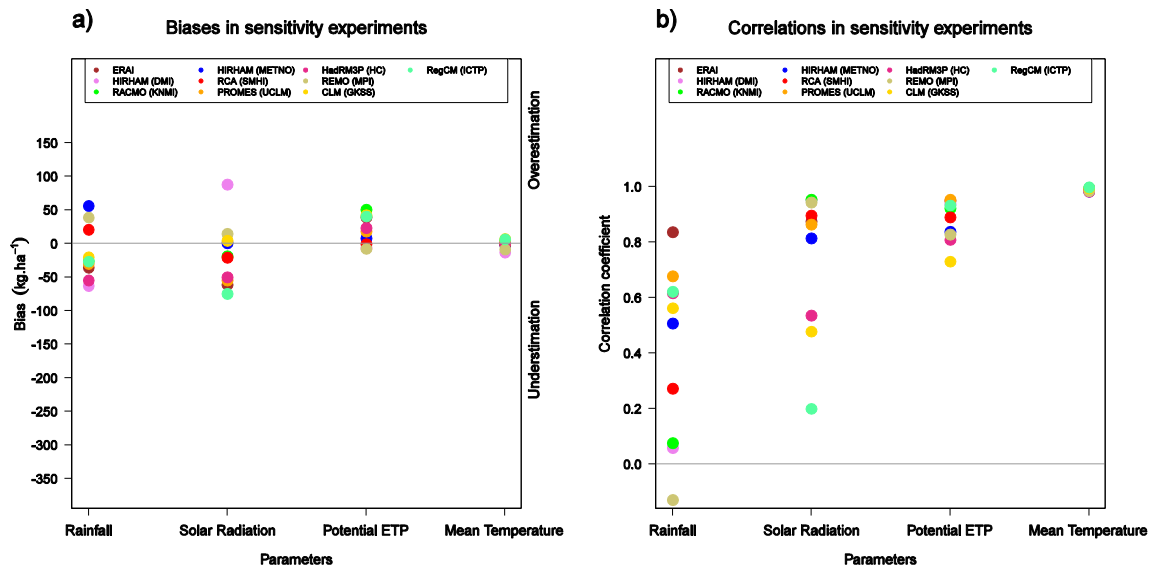 a)
Biases in sensitivity experiments
ERAI
HIRHAM (DMI)
RACMO (KNMI)
HIRHAM (METNO)
RCA (SMHI)
PROMES (UCLM)
HadRM3P (HC)
REMO (MPI)
CLM (GKSS)
RegCM (ICTP)
150
100
50
0
-50
-100
-150
-200
-250
-300
-350
Bias (kg.ha⁻¹)
Overestimation
Understimation
Rainfall
Solar Radiation
Potential ETP
Mean Temperature
Parameters
b)
Correlations in sensitivity experiments
ERAI
HIRHAM (DMI)
RACMO (KNMI)
HIRHAM (METNO)
RCA (SMHI)
PROMES (UCLM)
HadRM3P (HC)
REMO (MPI)
CLM (GKSS)
RegCM (ICTP)
1.0
0.8
0.6
0.4
0.2
0.0
Correlation coefficient
Rainfall
Solar Radiation
Potential ETP
Mean Temperature
Parameters